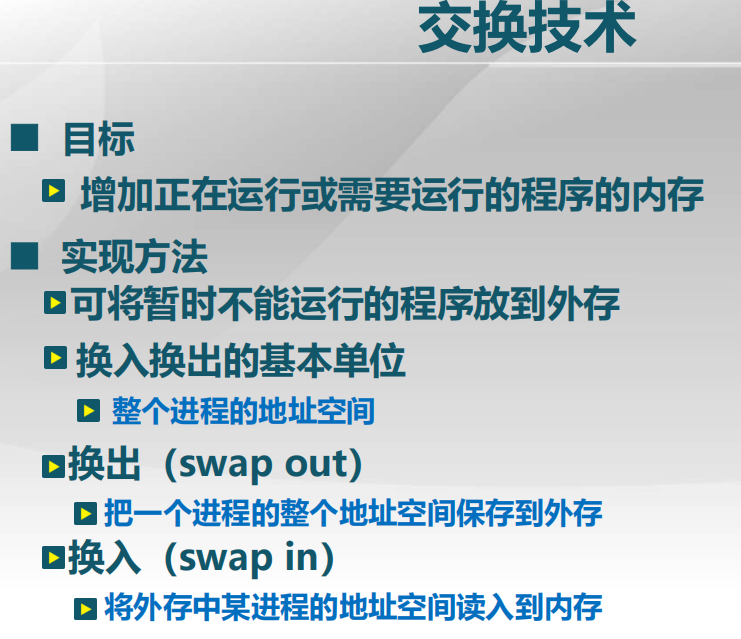 交换技术
目标
增加正在运行或需要运行的程序的内存
实现方法
可将暂时不能运行的程序放到外存
换入换出的基本单位
整个进程的地址空间
换出（swap out）
把一个进程的整个地址空间保存到外存
换入（swap in）
将外存中某进程的地址空间读入到内存